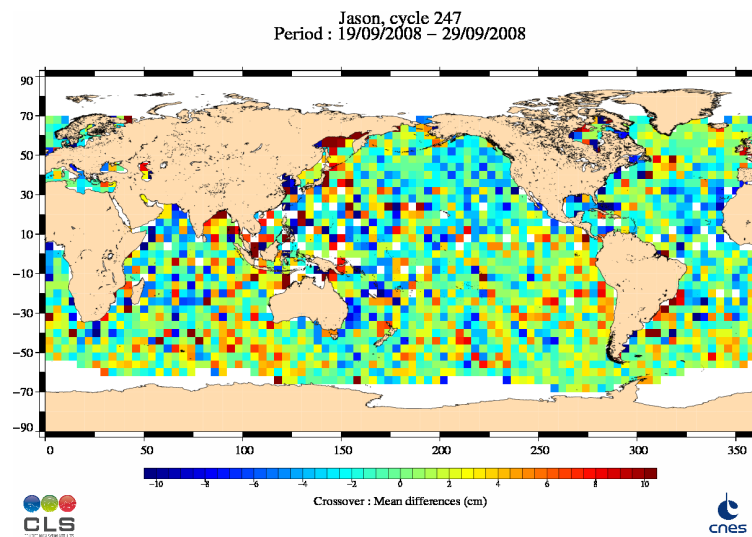 Jason, cycle 247
Period : 19/09/2008 – 29/09/2008
90
70
50
30
10
−10
−30
−50
−70
−90
0 50 100 150 200 250 300 350
−10 −8 −6 −4 −2 0 2 4 6 8 10
Crossover : Mean differences (cm)
CLS
cnes